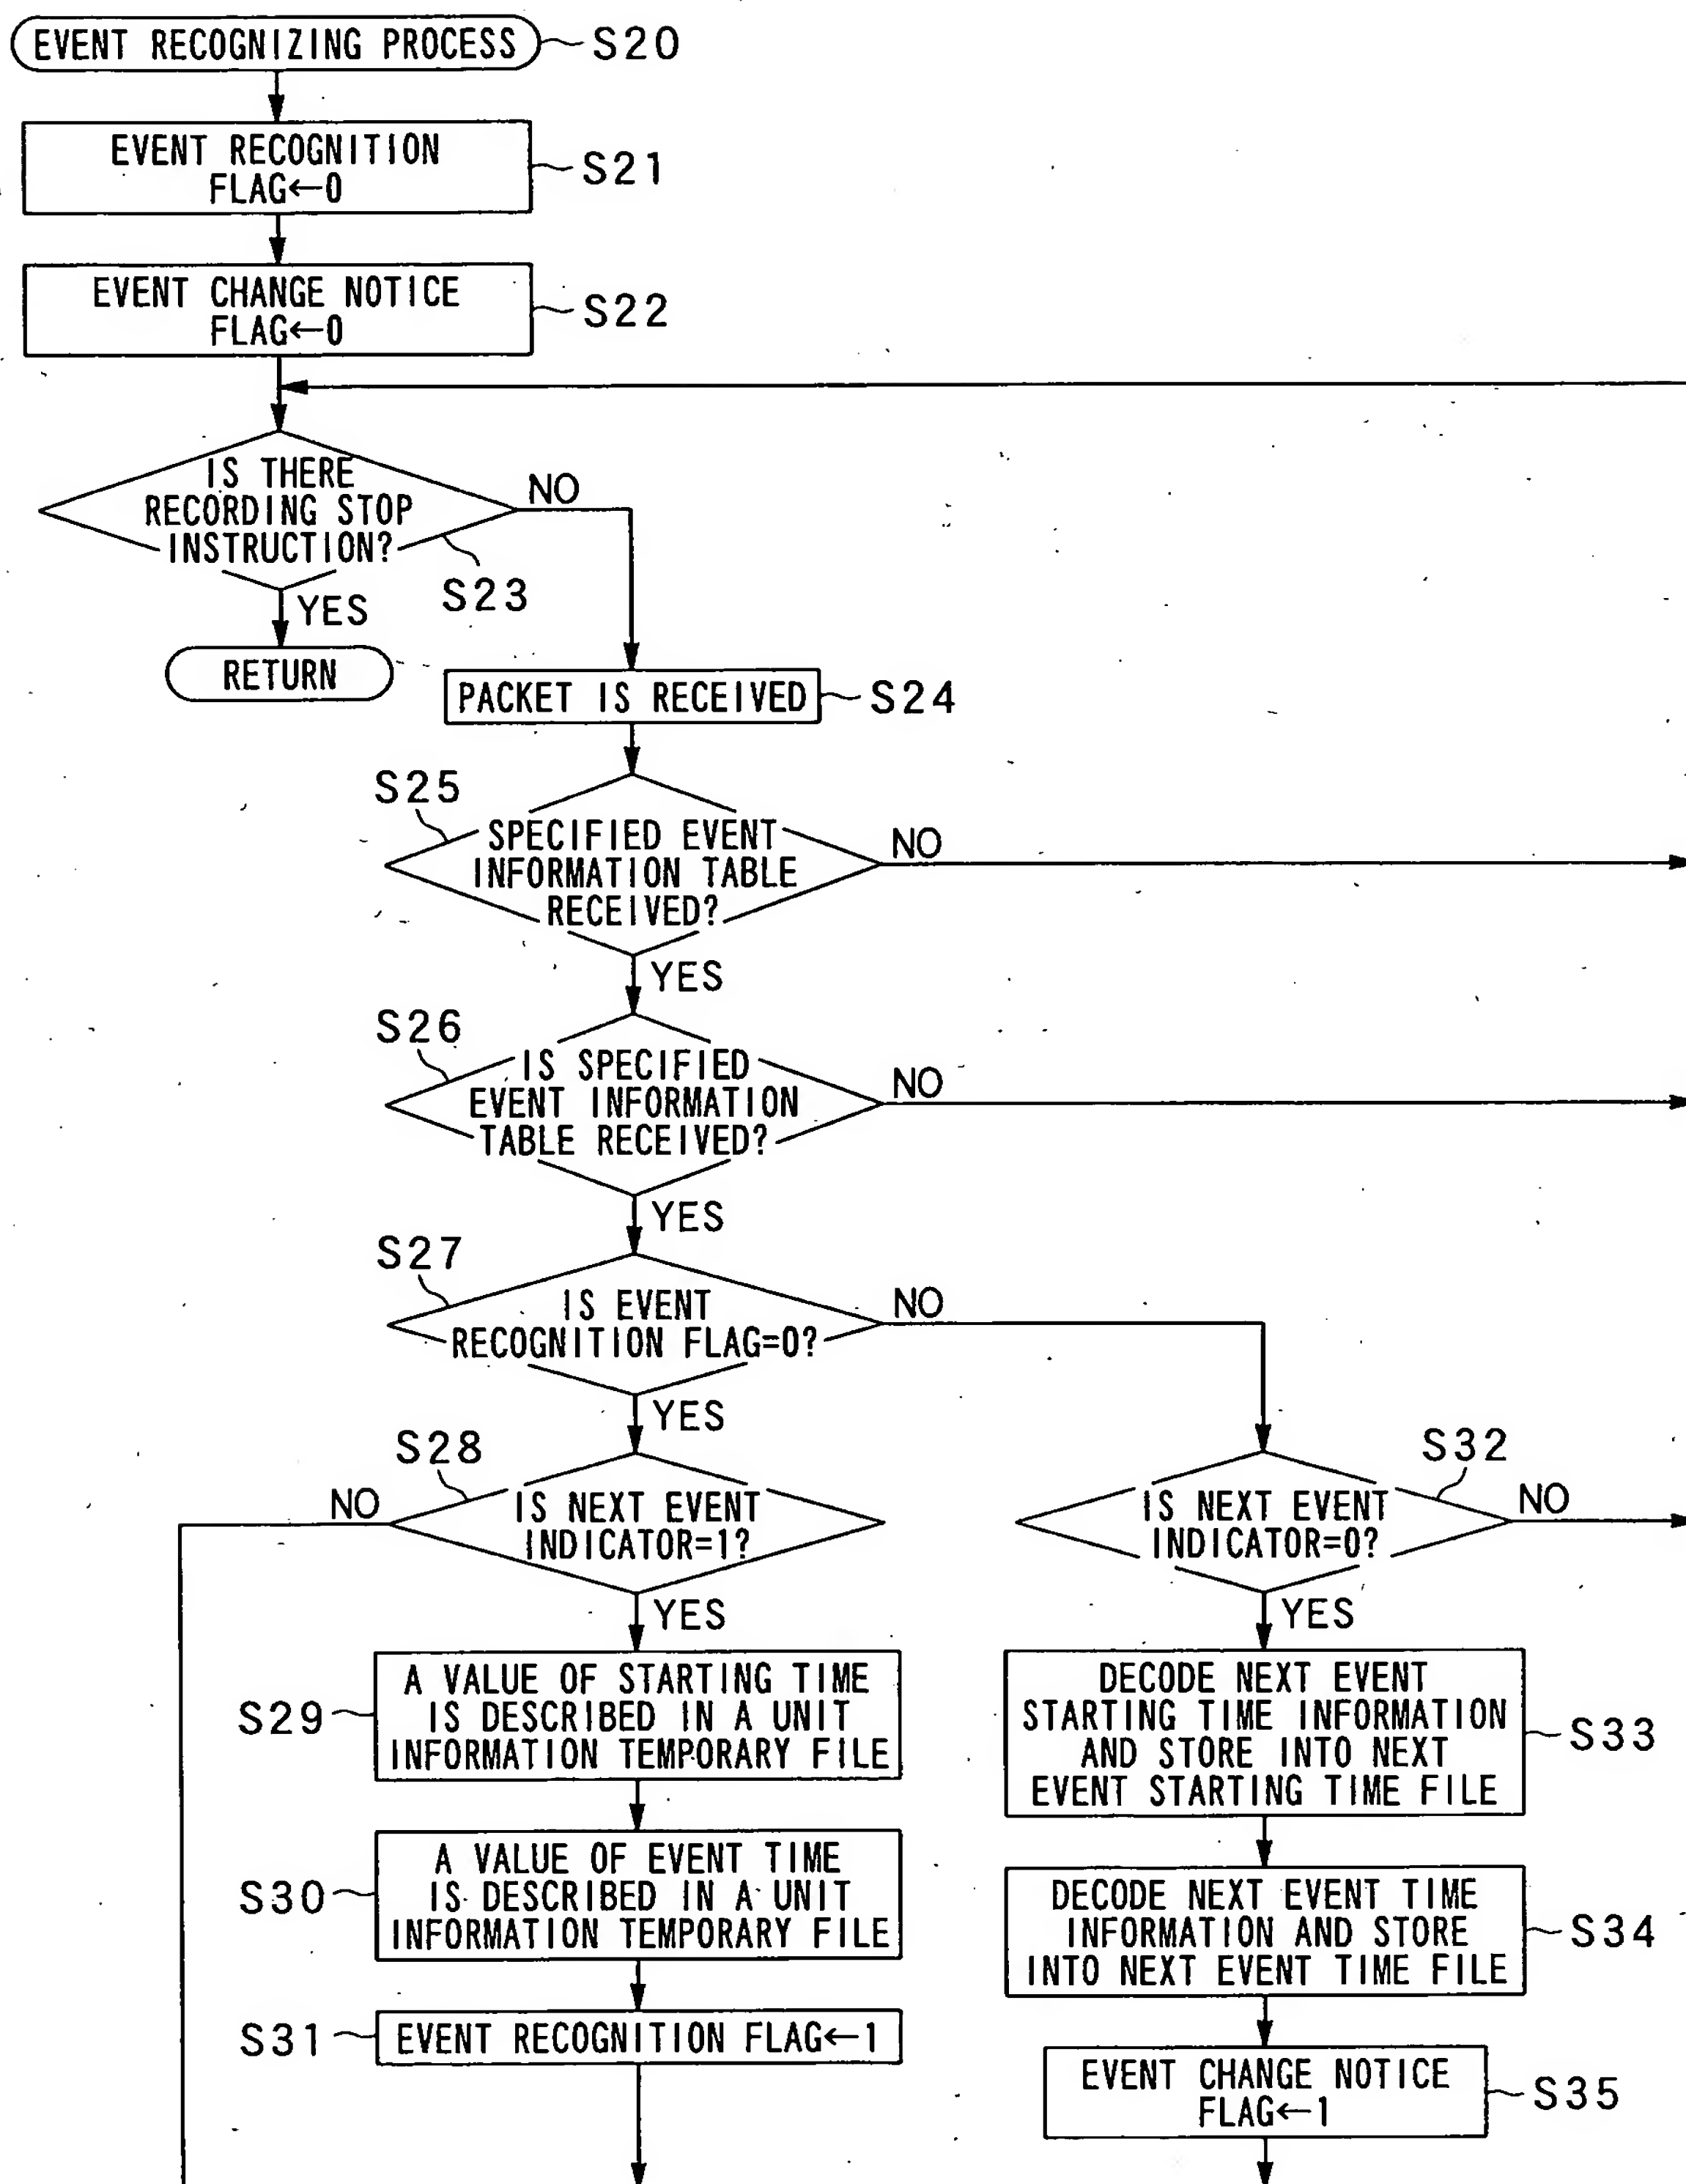 EVENT RECOGNIZING PROCESS
S20
EVENT RECOGNITION
FLAG←0
S21
EVENT CHANGE NOTICE
FLAG←0
S22
IS THERE
RECORDING STOP
INSTRUCTION?
NO
S23
YES
RETURN
PACKET IS RECEIVED
S24
S25
SPECIFIED EVENT
INFORMATION TABLE
RECEIVED?
NO
YES
S26
IS SPECIFIED
EVENT INFORMATION
TABLE RECEIVED?
NO
YES
S27
IS EVENT
RECOGNITION FLAG=0?
NO
YES
S28
NO
IS NEXT EVENT
INDICATOR=1?
YES
S32
IS NEXT EVENT
INDICATOR=0?
NO
YES
S29
A VALUE OF STARTING TIME
IS DESCRIBED IN A UNIT
INFORMATION TEMPORARY FILE
DECODE NEXT EVENT
STARTING TIME INFORMATION
AND STORE INTO NEXT
EVENT STARTING TIME FILE
S33
S30
A VALUE OF EVENT TIME
IS DESCRIBED IN A UNIT
INFORMATION TEMPORARY FILE
DECODE NEXT EVENT TIME
INFORMATION AND STORE
INTO NEXT EVENT TIME FILE
S34
S31
EVENT RECOGNITION FLAG←1
EVENT CHANGE NOTICE
FLAG←1
S35